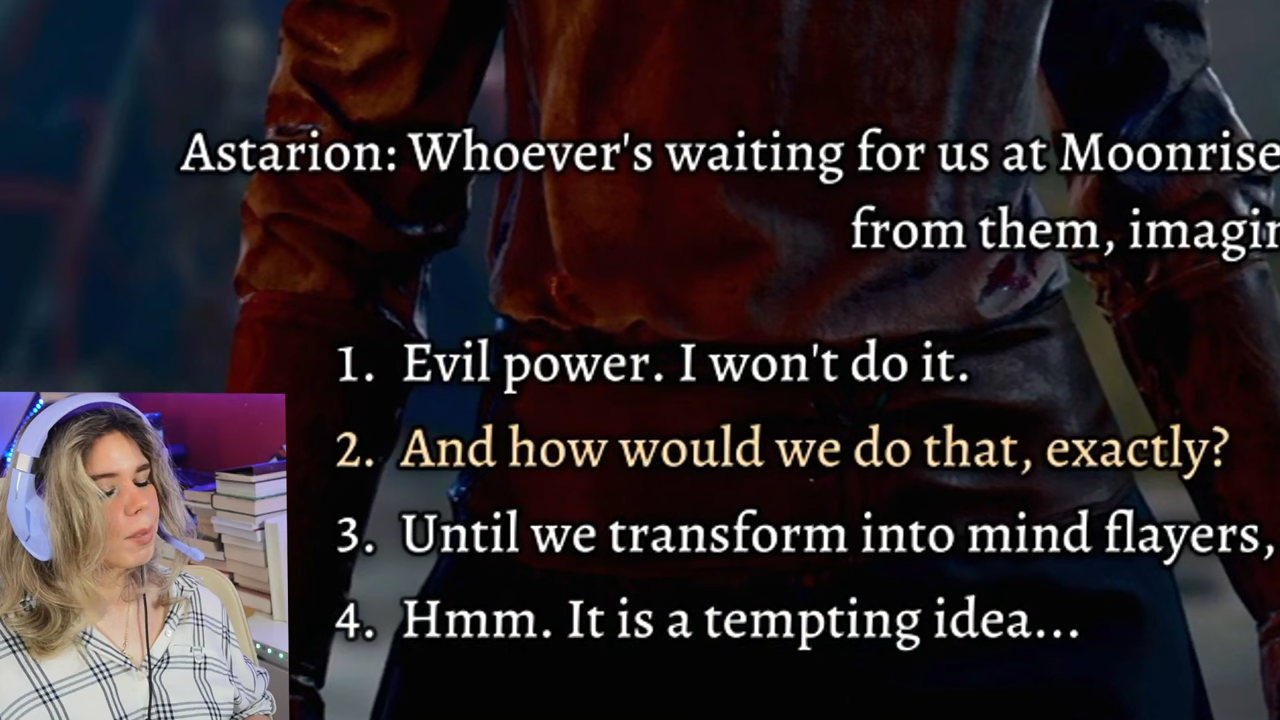 Astarion: Whoever's waiting for us at Moonrise
from them, imagin
1. Evil power. I won't do it.
2. And how would we do that, exactly?
3. Until we transform into mind flayers,
4. Hmm. It is a tempting idea...